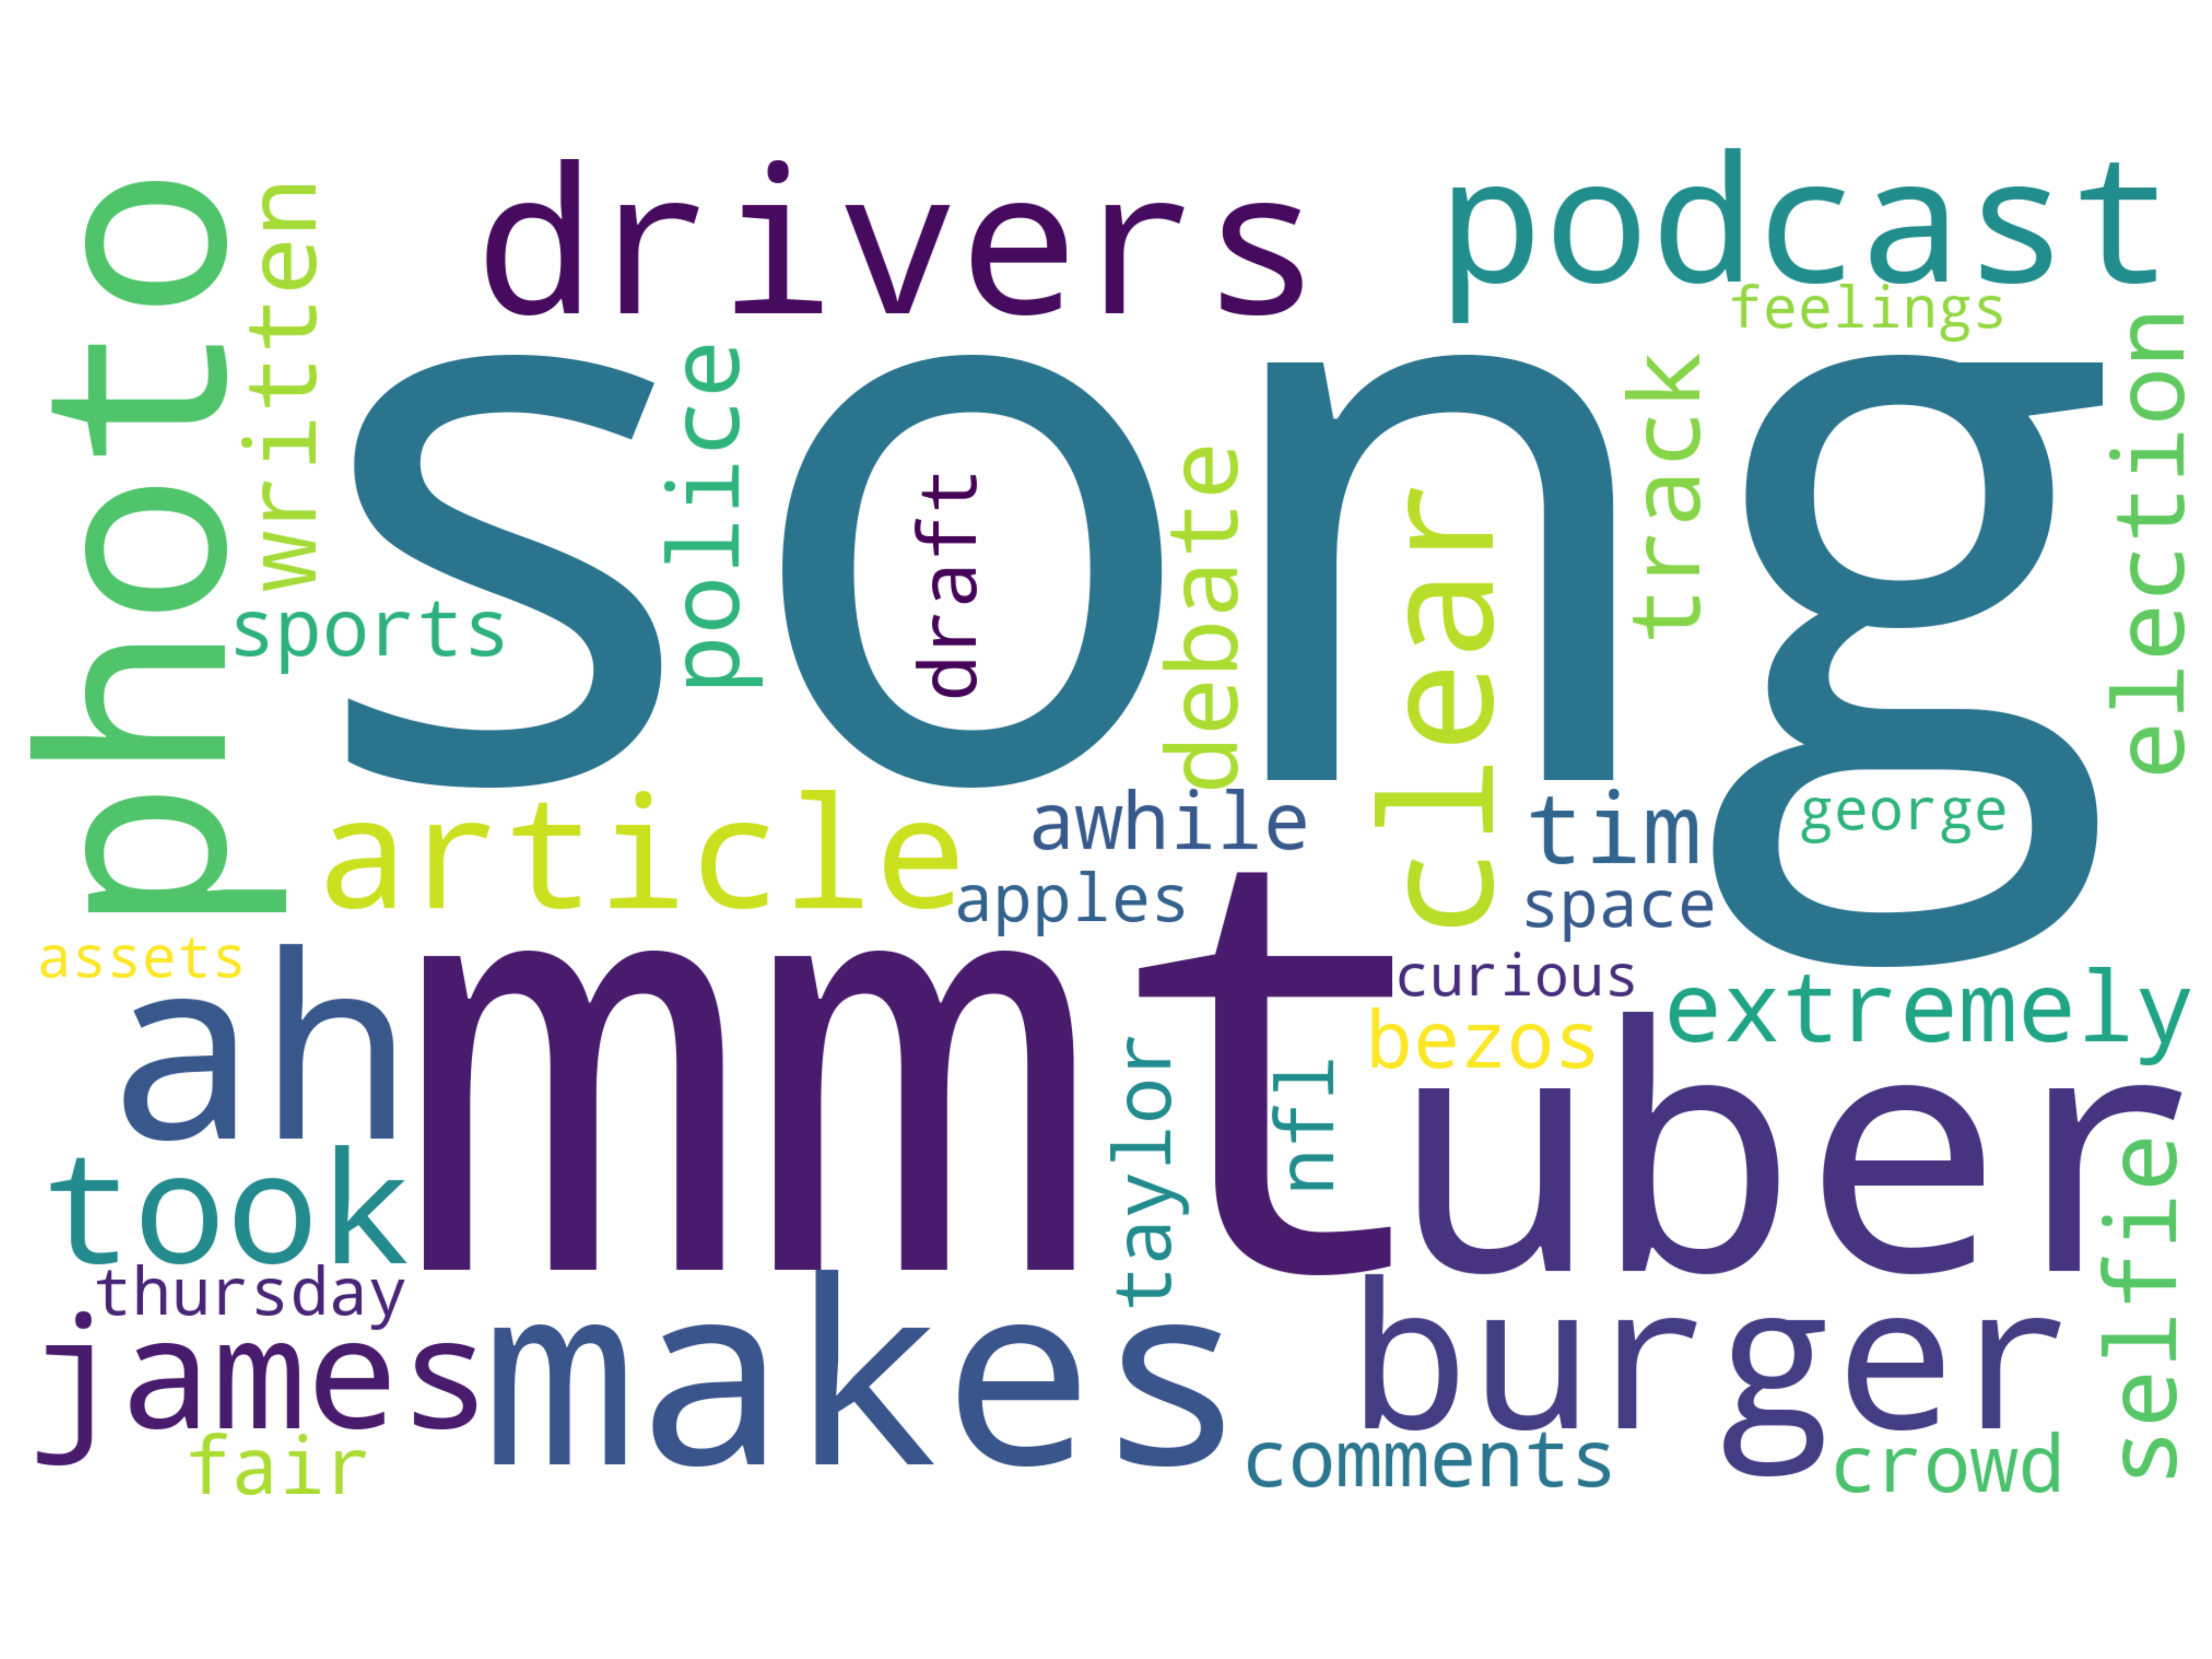 drivers
podcast
feelings
photo
written
song
police
draft
debate
clear
track
election
sports
article
awhile
tim
george
apples
space
assets
ah
mmt
curious
extremely
bezos
uber
took
taylor
nfl
selfie
thursday
james
makes
burger
fair
comments
crowd